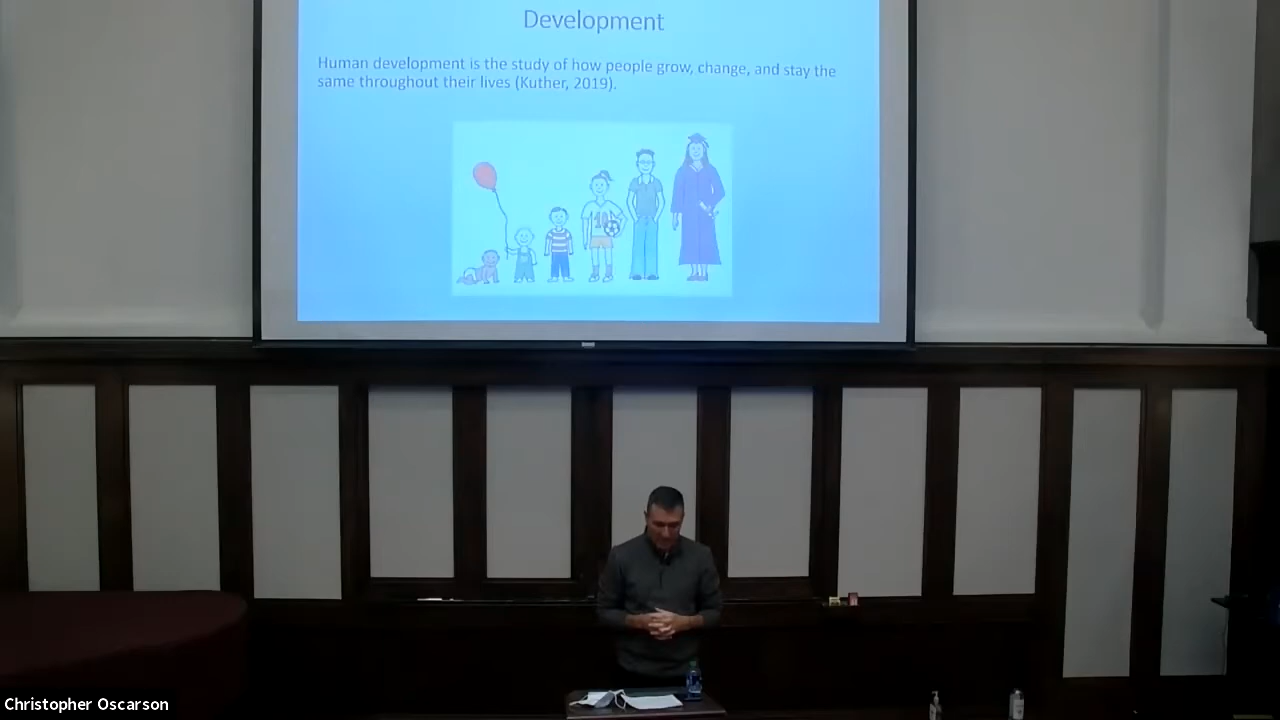 Development
Human development is the study of how people grow, change, and stay the
same throughout their lives (Kuther, 2019).
10
Christopher Oscarson